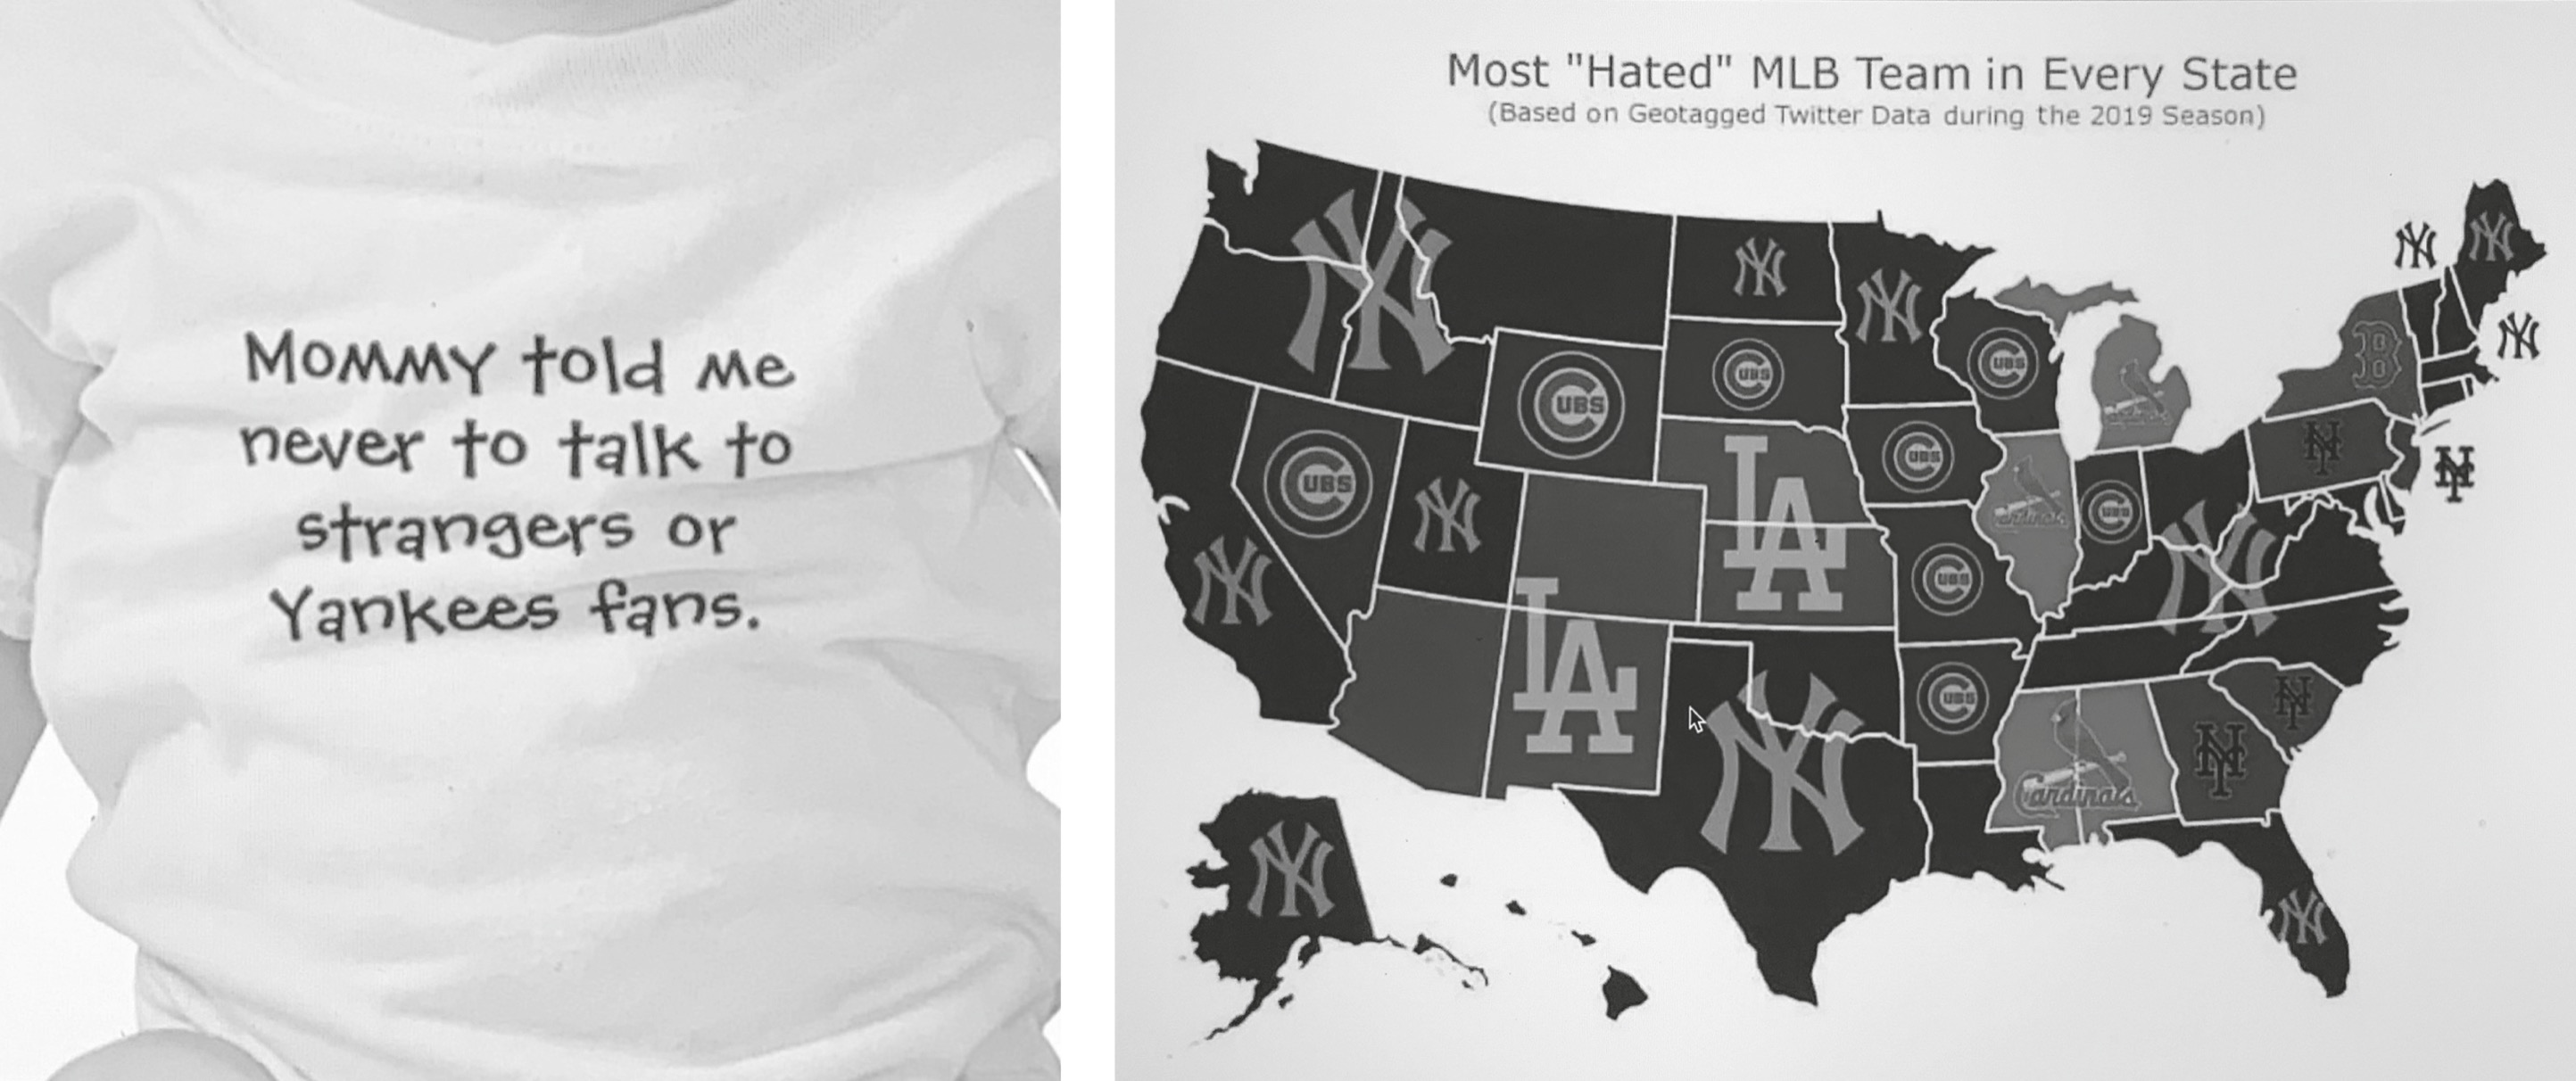 Mommy told me
never to talk to
strangers or
Yankees fans.
Most "Hated" MLB Team in Every State
(Based on Geotagged Twitter Data during the 2019 Season)
NY
NY
NY
NY
NY
CUBS
CUBS
B
NY
CUBS
CUBS
Cardinals
LA
CUBS
NY
NY
CUBS
Cardinals
CUBS
NY
NY
CUBS
NY
LA
CUBS
NY
NY
NY
Cardinals
NY
NY